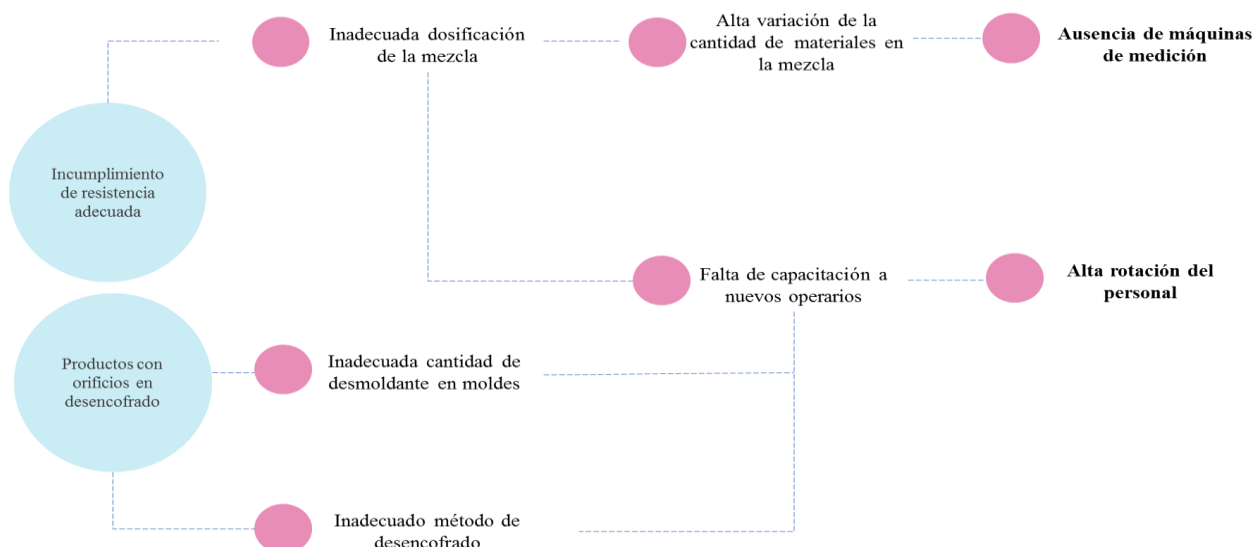 Inadecuada dosificación
de la mezcla
Alta variación de la
cantidad de materiales en
la mezcla
Ausencia de máquinas
de medición
Incumplimiento
de resistencia
adecuada
Falta de capacitación a
nuevos operarios
Alta rotación del
personal
Productos con
orificios en
desencofrado
Inadecuada cantidad de
desmoldante en moldes
Inadecuado método de
desencofrado